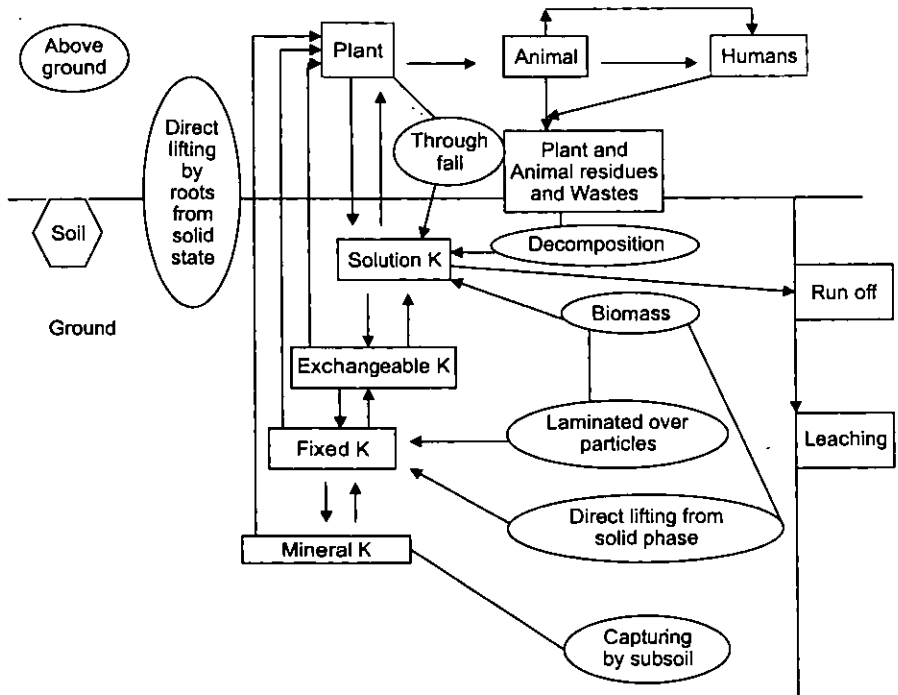 Above
ground
Plant
Animal
Humans
Direct
lifting
by
roots
from
solid
state
Through
fall
Plant and
Animal residues
and Wastes
Soil
Decomposition
Solution K
Run off
Ground
Biomass
Exchangeable K
Laminated over
particles
Leaching
Fixed K
Direct lifting from
solid phase
Mineral K
Capturing
by subsoil